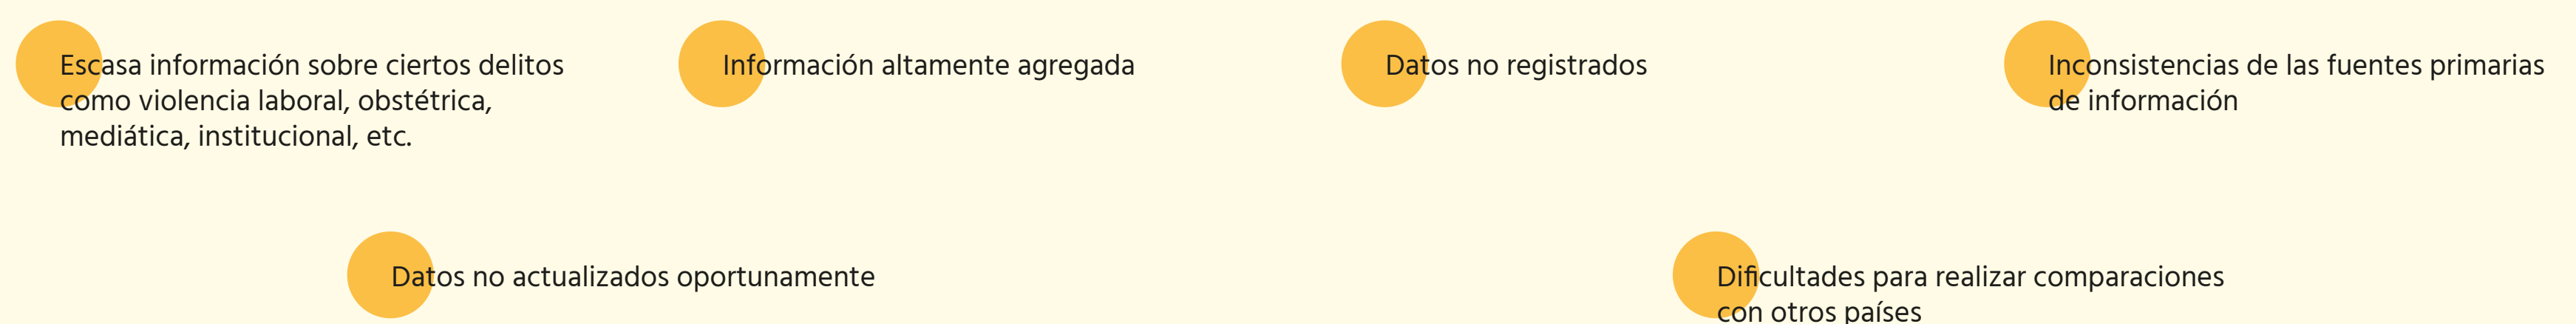 Escasa información sobre ciertos delitos
como violencia laboral, obstétrica,
mediática, institucional, etc.
Información altamente agregada
Datos no registrados
Inconsistencias de las fuentes primarias
de información
Datos no actualizados oportunamente
Dificultades para realizar comparaciones
con otros países